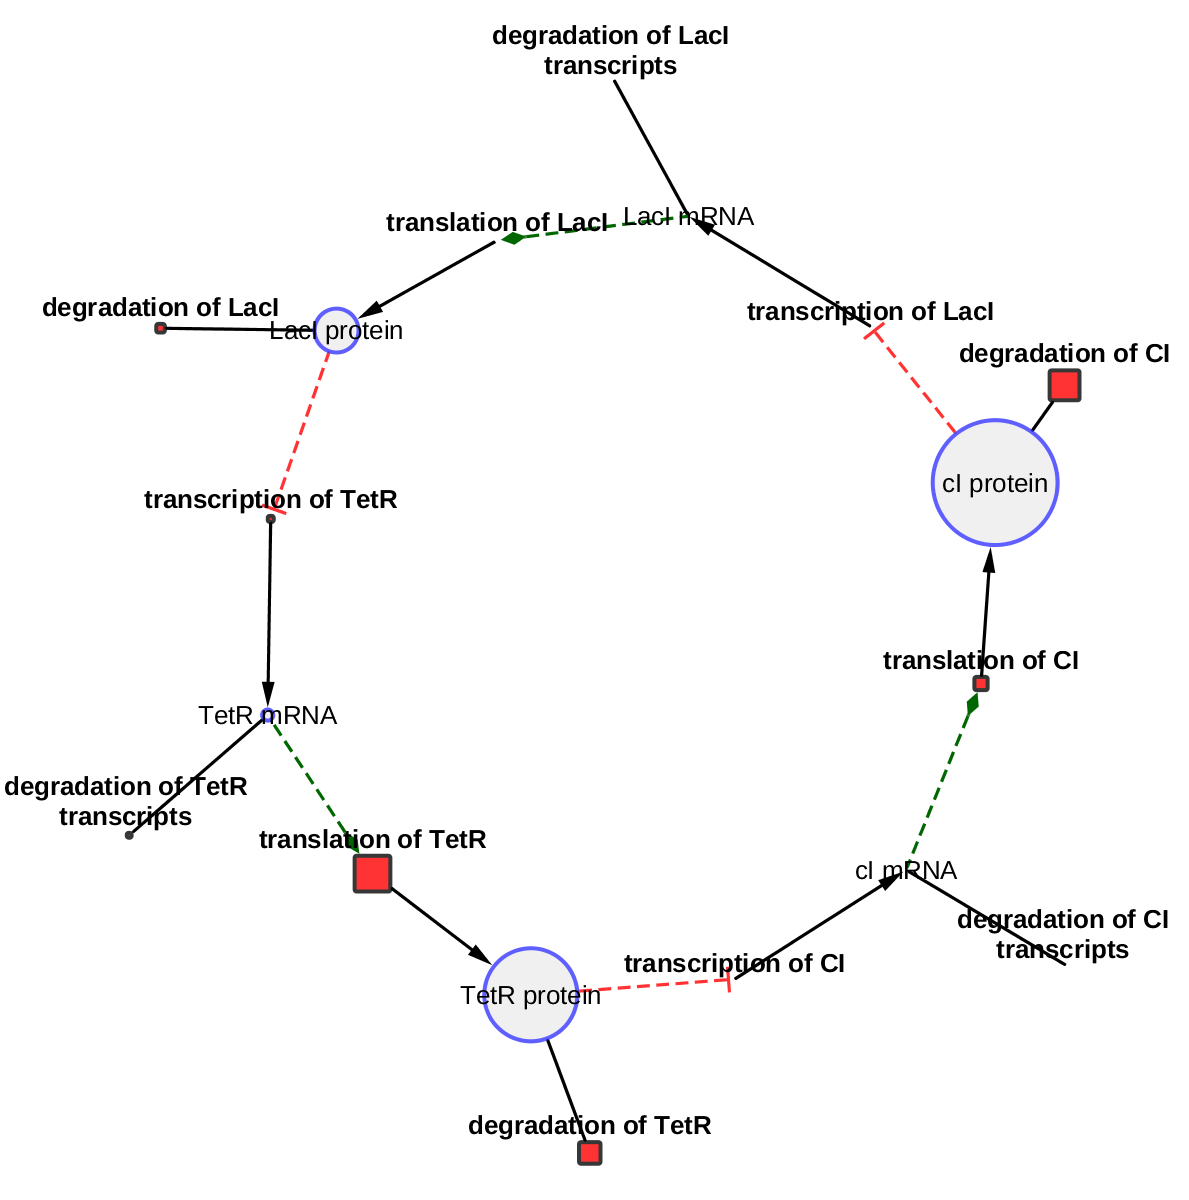 degradation of LacI
transcripts
translation of LacI
LacI mRNA
degradation of LacI
LacI protein
transcription of LacI
degradation of CI
cI protein
transcription of TetR
translation of CI
TetR mRNA
degradation of TetR
transcripts
translation of TetR
cI mRNA
degradation of CI
transcripts
transcription of CI
TetR protein
degradation of TetR